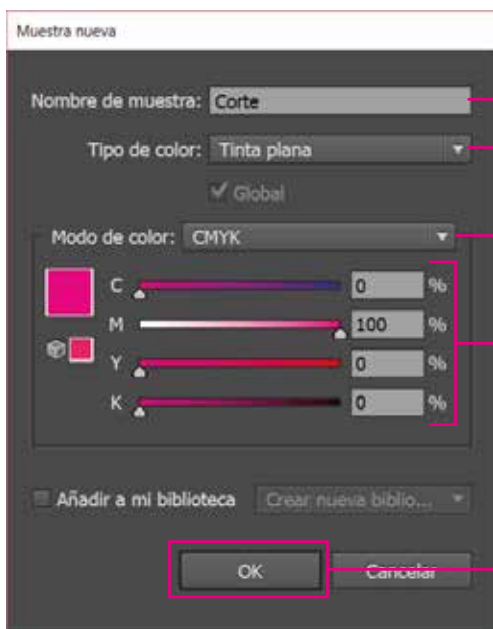 Muestra nueva
Nombre de muestra: Corte
Tipo de color: Tinta plana
Global
Modo de color: CMYK
C 0 %
M 100 %
Y 0 %
K 0 %
Añadir a mi biblioteca Crear nueva biblio...
OK Cancelar